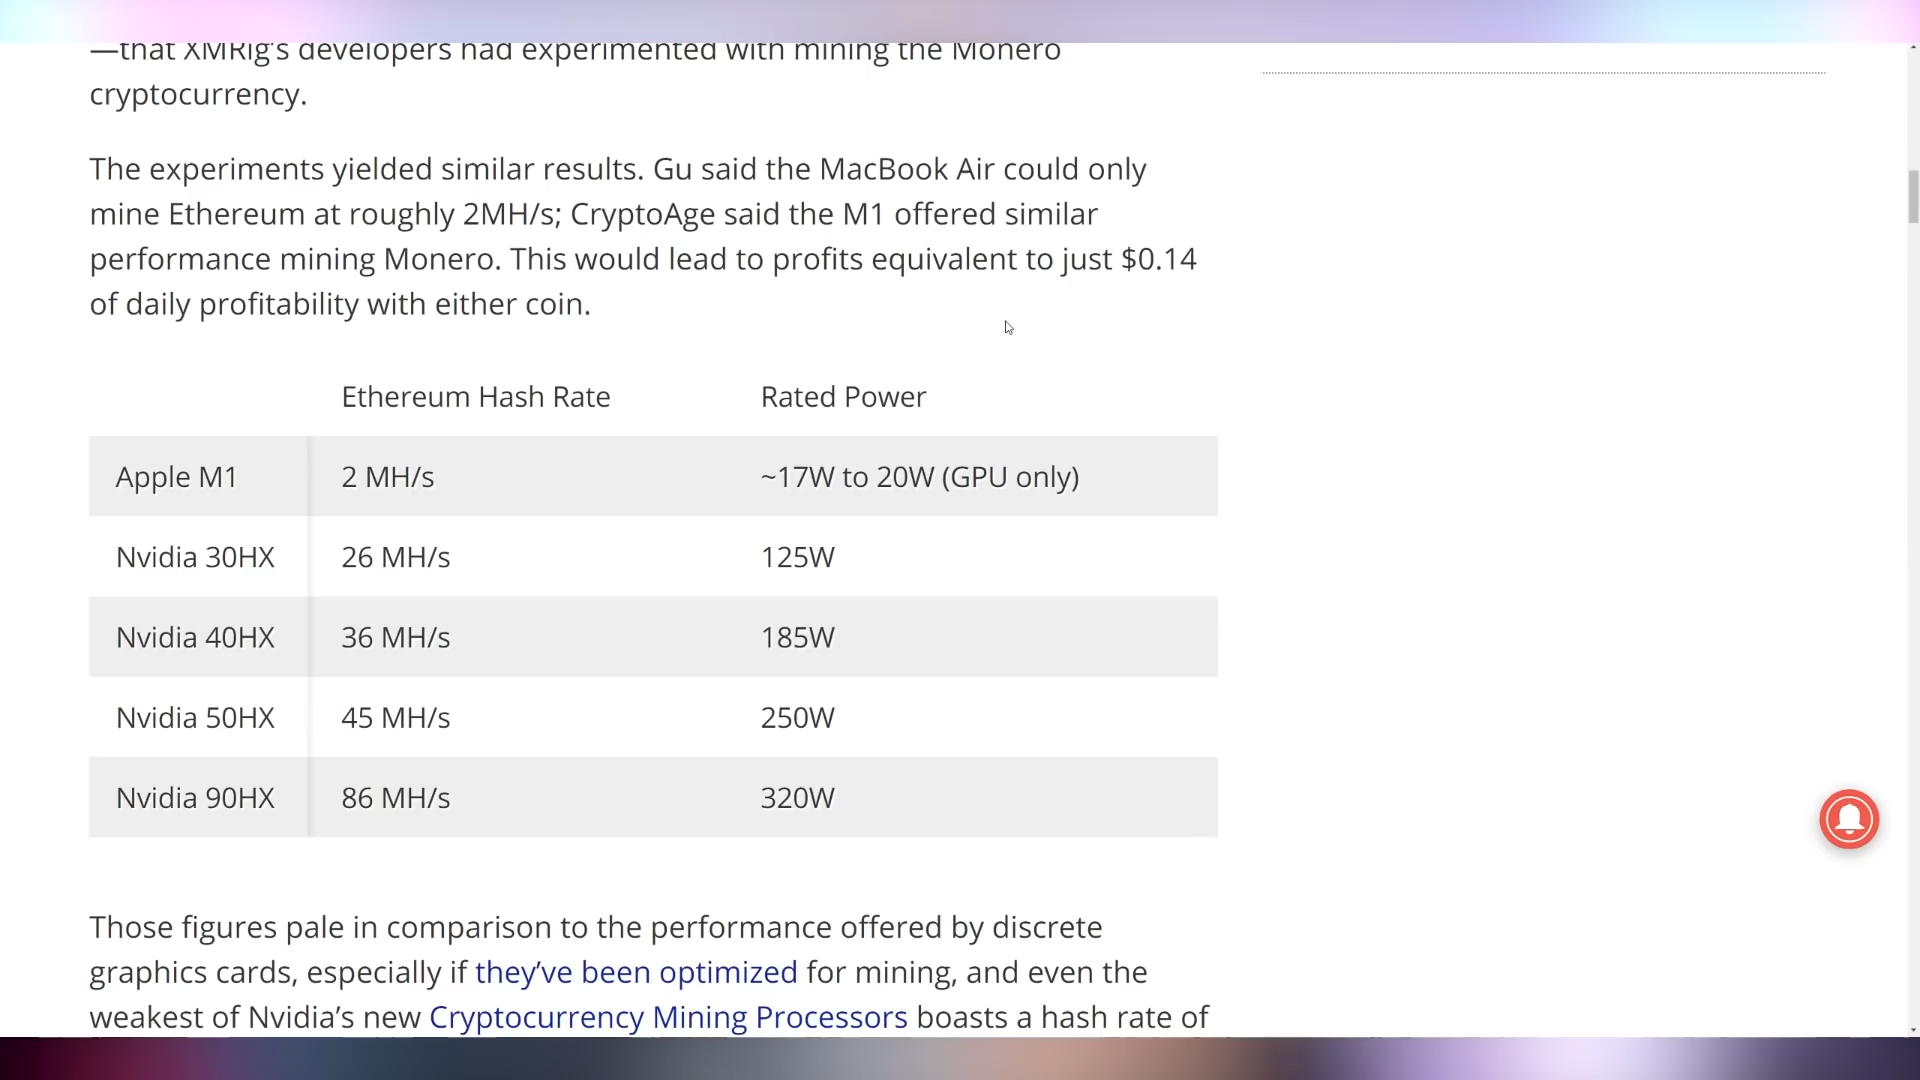 —that XMRig's developers had experimented with mining the Monero
cryptocurrency.
The experiments yielded similar results. Gu said the MacBook Air could only
mine Ethereum at roughly 2MH/s; CryptoAge said the M1 offered similar
performance mining Monero. This would lead to profits equivalent to just $0.14
of daily profitability with either coin.
Ethereum Hash Rate Rated Power
Apple M1 2 MH/s ~17W to 20W (GPU only)
Nvidia 30HX 26 MH/s 125W
Nvidia 40HX 36 MH/s 185W
Nvidia 50HX 45 MH/s 250W
Nvidia 90HX 86 MH/s 320W
Those figures pale in comparison to the performance offered by discrete
graphics cards, especially if they’ve been optimized for mining, and even the
weakest of Nvidia’s new Cryptocurrency Mining Processors boasts a hash rate of